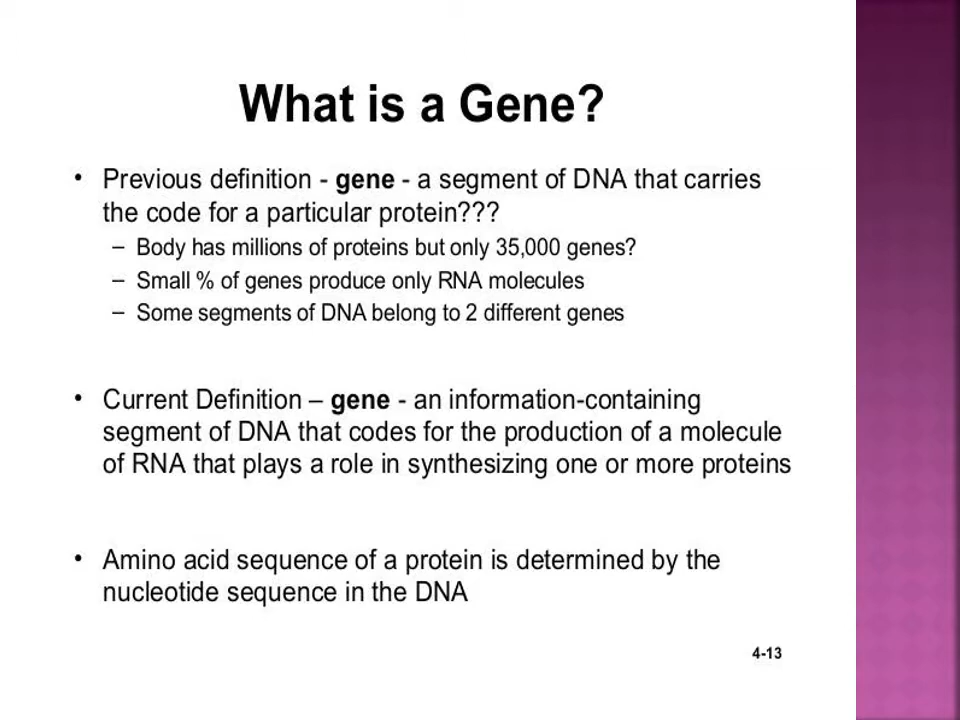 What is a Gene?
• Previous definition - gene - a segment of DNA that carries
the code for a particular protein???
– Body has millions of proteins but only 35,000 genes?
– Small % of genes produce only RNA molecules
– Some segments of DNA belong to 2 different genes
• Current Definition – gene - an information-containing
segment of DNA that codes for the production of a molecule
of RNA that plays a role in synthesizing one or more proteins
• Amino acid sequence of a protein is determined by the
nucleotide sequence in the DNA
4-13